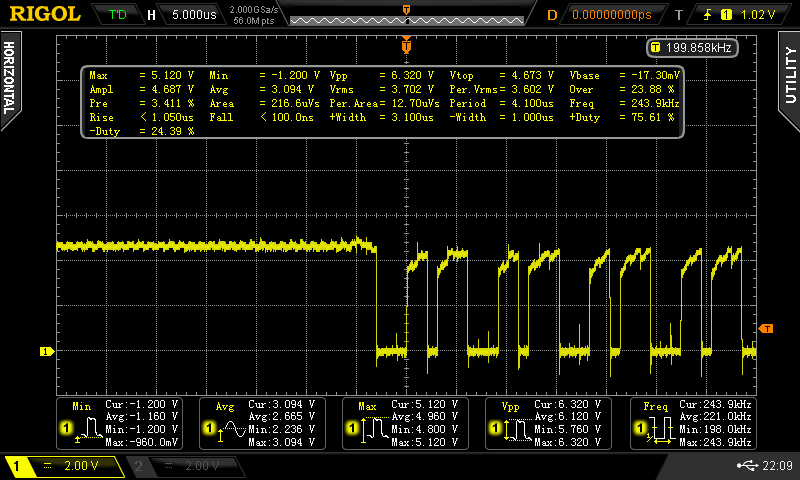 RIGOL T'D H 5.000us 2.000GSa/s 56.0M pts D 0.00000000ps T 1 1.02 V
HORIZONTAL
UTILITY
T 199.858kHz
Max = 5.120 V Min = -1.200 V Vpp = 6.320 V Vtop = 4.673 V Vbase = -17.30mV
Ampl = 4.687 V Avg = 3.094 V Vrms = 3.702 V Per.Vrms= 3.602 V Over = 23.88 %
Pre = 3.411 % Area = 216.6uVs Per.Area= 12.70uVs Period = 4.100us Freq = 243.9kHz
Rise < 1.050us Fall < 100.0ns +Width = 3.100us -Width = 1.000us +Duty = 75.61 %
-Duty = 24.39 %
T
T
1
Min Cur:-1.200 V
Avg:-1.160 V
1 Min:-1.200 V
Max:-960.0mV
Avg Cur:3.094 V
Avg:2.665 V
1 Min:2.236 V
Max:3.094 V
Max Cur:5.120 V
Avg:4.960 V
1 Min:4.800 V
Max:5.120 V
Vpp Cur:6.320 V
Avg:6.120 V
1 Min:5.760 V
Max:6.320 V
Freq Cur:243.9kHz
Avg:221.0kHz
1 Min:198.0kHz
Max:243.9kHz
1 2.00 V 2 2.00 V 22:09